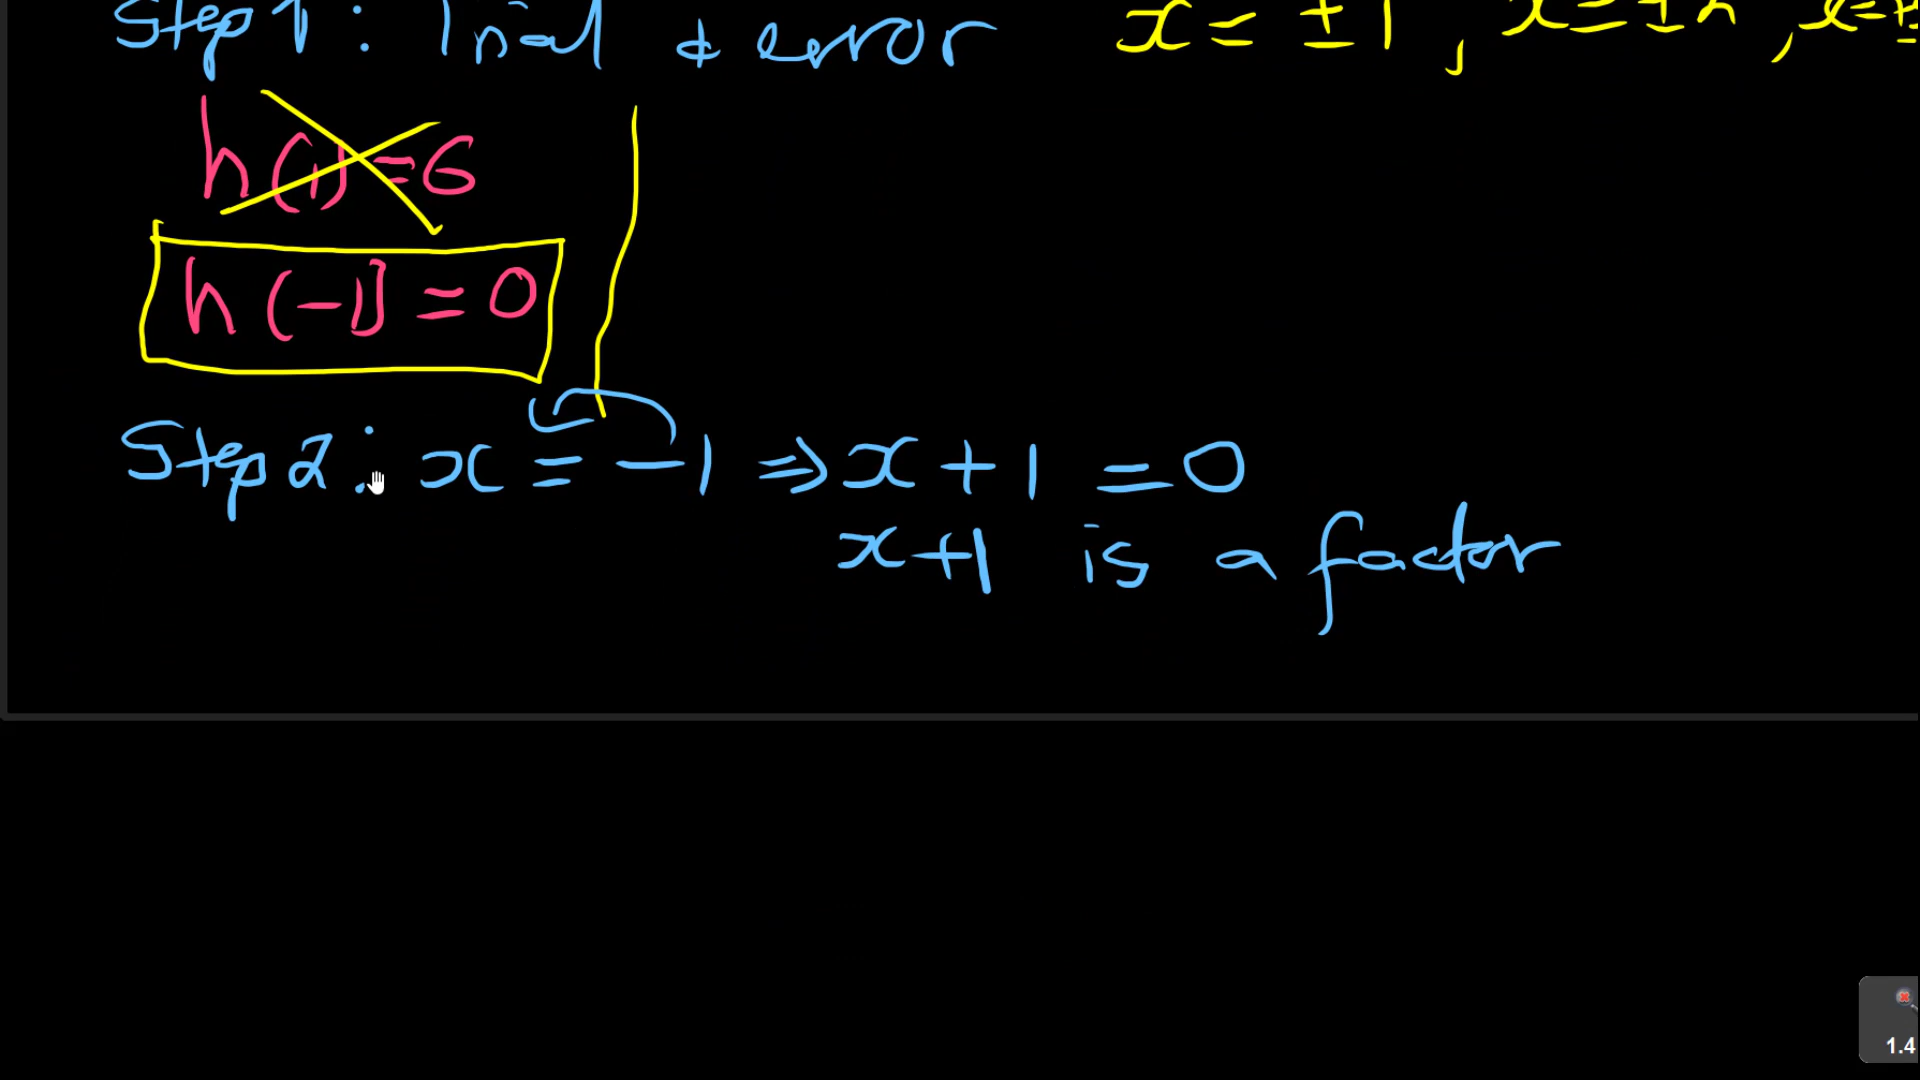 Step 1: Trial & error x = ±1, x = ±2, x = ±
h(1) = 6
h(-1) = 0
Step 2: x = -1 ⇒ x + 1 = 0
x+1 is a factor
1.4